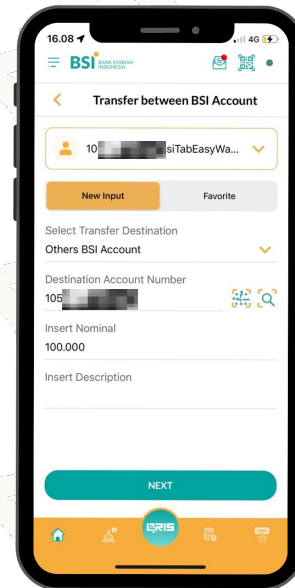 16.08
4G
BSI BANK SYARIAH
INDONESIA
Transfer between BSI Account
10 siTabEasyWa...
New Input Favorite
Select Transfer Destination
Others BSI Account
Destination Account Number
105
Insert Nominal
100.000
Insert Description
NEXT
QRIS